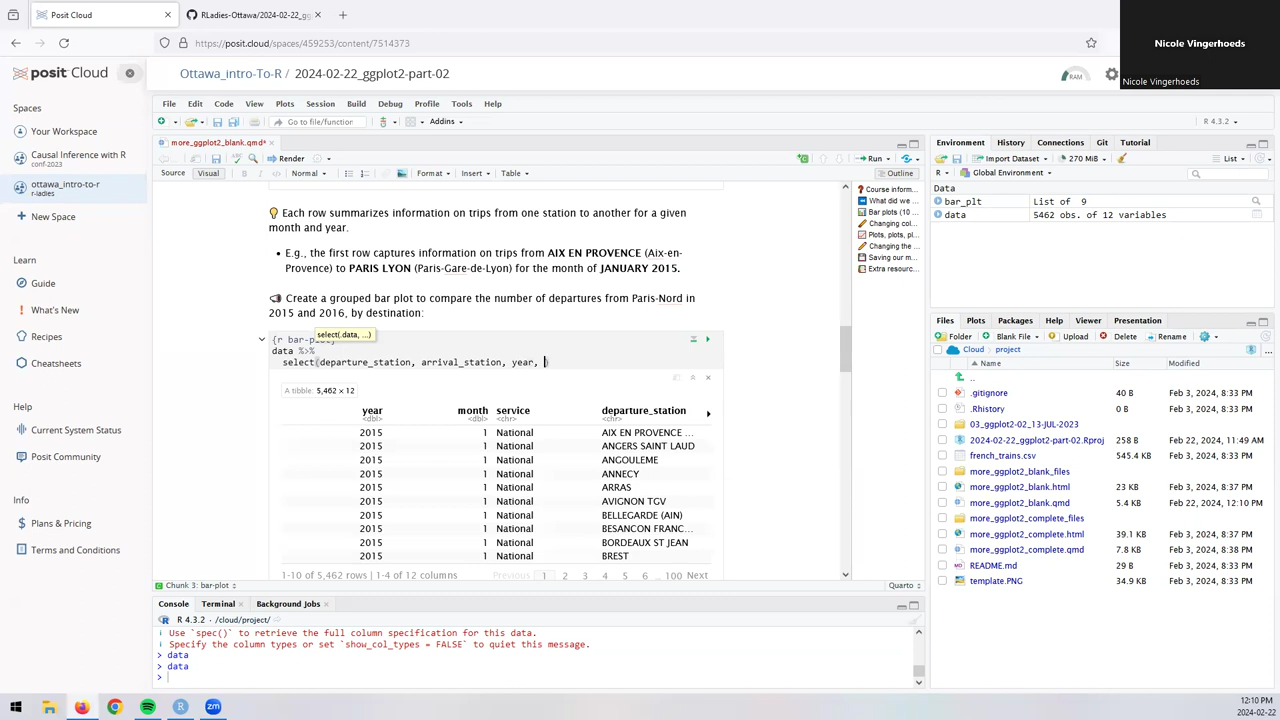 Posit Cloud
RLadies-Ottawa/2024-02-22_gg
https://posit.cloud/spaces/459253/content/7514373
Nicole Vingerhoeds
Nicole Vingerhoeds
posit Cloud
Ottawa_intro-To-R / 2024-02-22_ggplot2-part-02
RAM
Spaces
Your Workspace
Causal Inference with R
conf-2023
ottawa_intro-to-r
r-ladies
New Space
Learn
Guide
What's New
Recipes
Cheatsheets
Help
Current System Status
Posit Community
Info
Plans & Pricing
Terms and Conditions
File Edit Code View Plots Session Build Debug Profile Tools Help
Go to file/function
Addins
R 4.3.2
more_ggplot2_blank.qmd*
Render
Run
Source Visual B I Normal Format Insert Table Outline
Each row summarizes information on trips from one station to another for a given
month and year.
• E.g., the first row captures information on trips from AIX EN PROVENCE (Aix-en-
Provence) to PARIS LYON (Paris-Gare-de-Lyon) for the month of JANUARY 2015.
Create a grouped bar plot to compare the number of departures from Paris-Nord in
2015 and 2016, by destination:
select(.data, ...)
{r bar-plot}
data %>%
select(departure_station, arrival_station, year, )
A tibble: 5,462 × 12
year month service departure_station
<dbl> <dbl> <chr> <chr>
2015 1 National AIX EN PROVENCE ...
2015 1 National ANGERS SAINT LAUD
2015 1 National ANGOULEME
2015 1 National ANNECY
2015 1 National ARRAS
2015 1 National AVIGNON TGV
2015 1 National BELLEGARDE (AIN)
2015 1 National BESANCON FRANC...
2015 1 National BORDEAUX ST JEAN
2015 1 National BREST
1-10 of 5,462 rows | 1-4 of 12 columns Previous 1 2 3 4 5 6 ... 100 Next
Chunk 3: bar-plot
Quarto
Course inform...
What did we ...
Bar plots (10 ...
Changing col...
Plots, plots, pl...
Changing the ...
Saving our m...
Extra resourc...
Console Terminal Background Jobs
R 4.3.2 · /cloud/project/
i Use `spec()` to retrieve the full column specification for this data.
i Specify the column types or set `show_col_types = FALSE` to quiet this message.
> data
> data
>
Environment History Connections Git Tutorial
Import Dataset 270 MiB List
R Global Environment
Data
bar_plt List of 9
data 5462 obs. of 12 variables
Files Plots Packages Help Viewer Presentation
Folder Blank File Upload Delete Rename
Cloud project
Name Size Modified
..
.gitignore 40 B Feb 3, 2024, 8:33 PM
.Rhistory 0 B Feb 3, 2024, 8:33 PM
03_ggplot2-02_13-JUL-2023
2024-02-22_ggplot2-part-02.Rproj 258 B Feb 22, 2024, 11:49 AM
french_trains.csv 545.4 KB Feb 3, 2024, 8:33 PM
more_ggplot2_blank_files
more_ggplot2_blank.html 23 KB Feb 3, 2024, 8:37 PM
more_ggplot2_blank.qmd 5.4 KB Feb 22, 2024, 12:10 PM
more_ggplot2_complete_files
more_ggplot2_complete.html 39.1 KB Feb 3, 2024, 8:37 PM
more_ggplot2_complete.qmd 7.8 KB Feb 3, 2024, 8:38 PM
README.md 29 B Feb 3, 2024, 8:33 PM
template.PNG 34.9 KB Feb 3, 2024, 8:33 PM
12:10 PM
2024-02-22